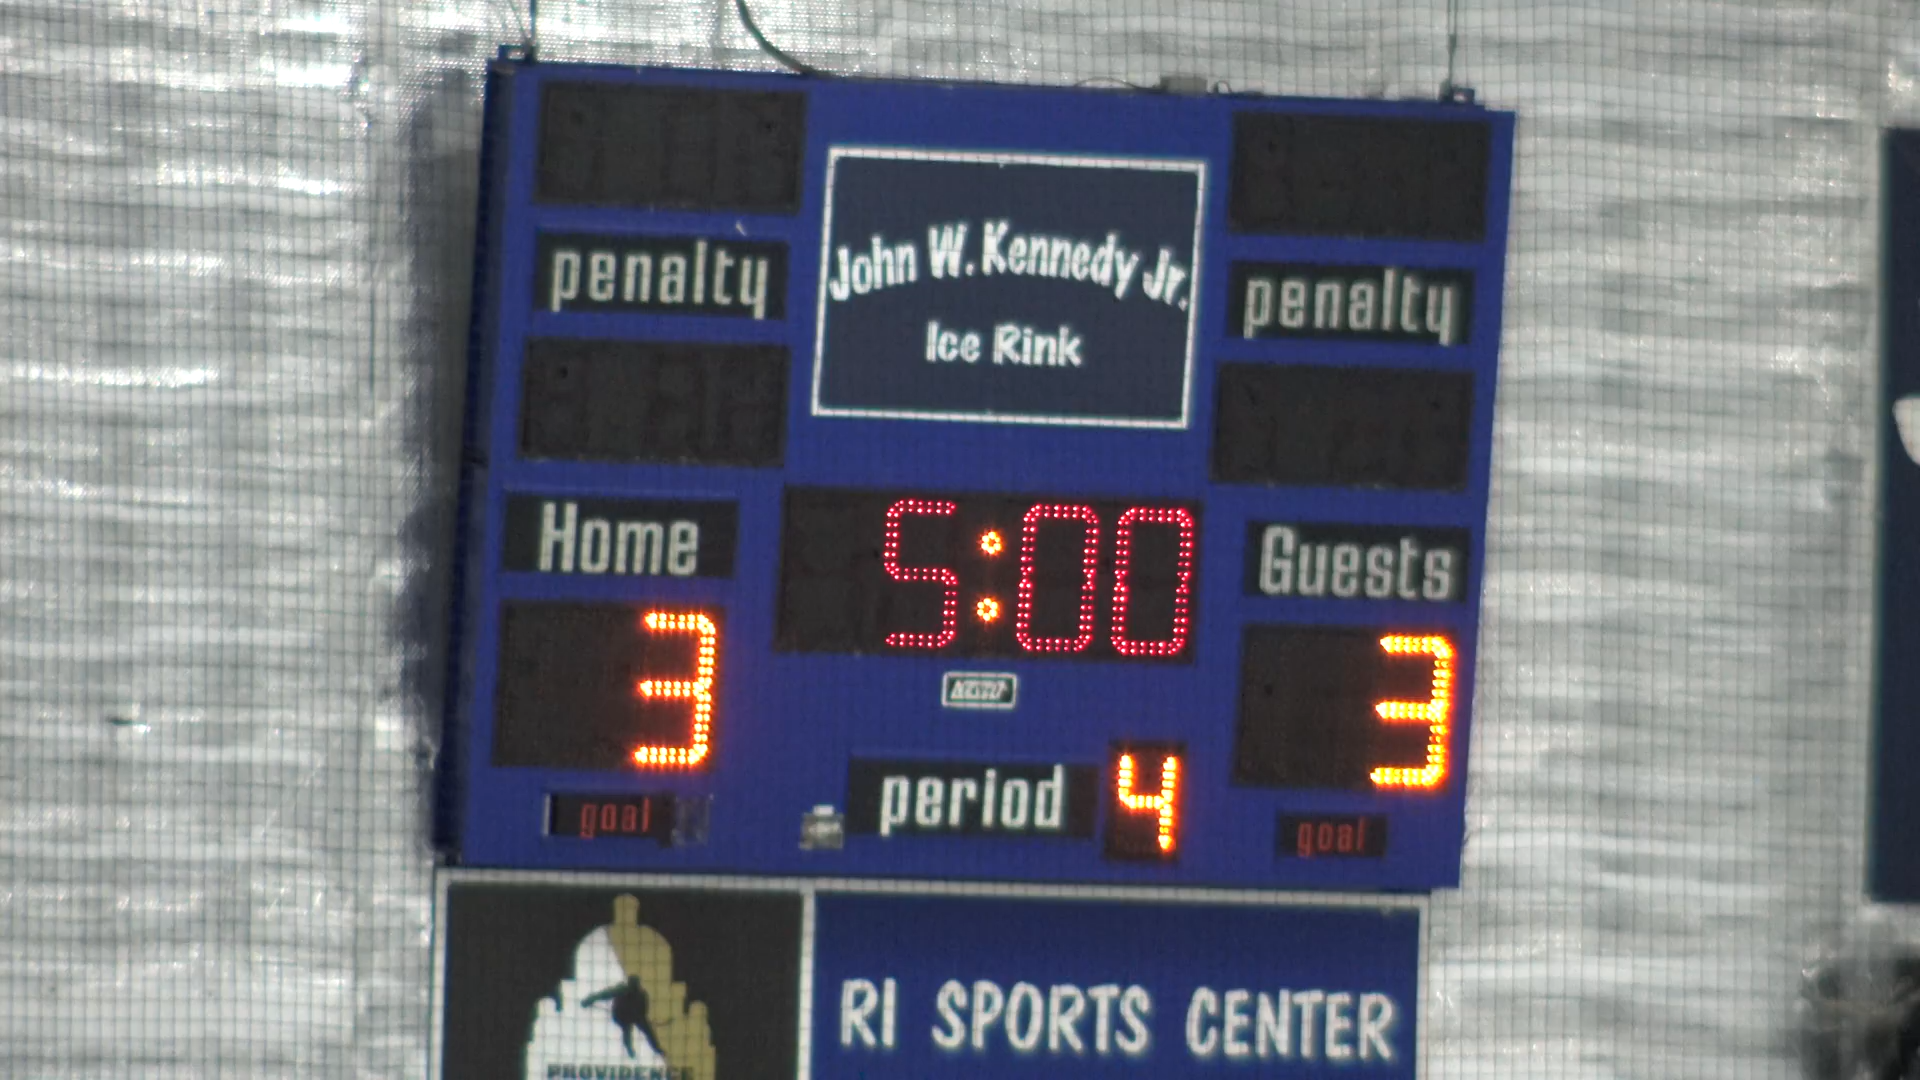 John W. Kennedy Jr.
Ice Rink
penalty
penalty
Home
5:00
Guests
3
3
period 4
goal
goal
RI SPORTS CENTER
PROVIDENCE